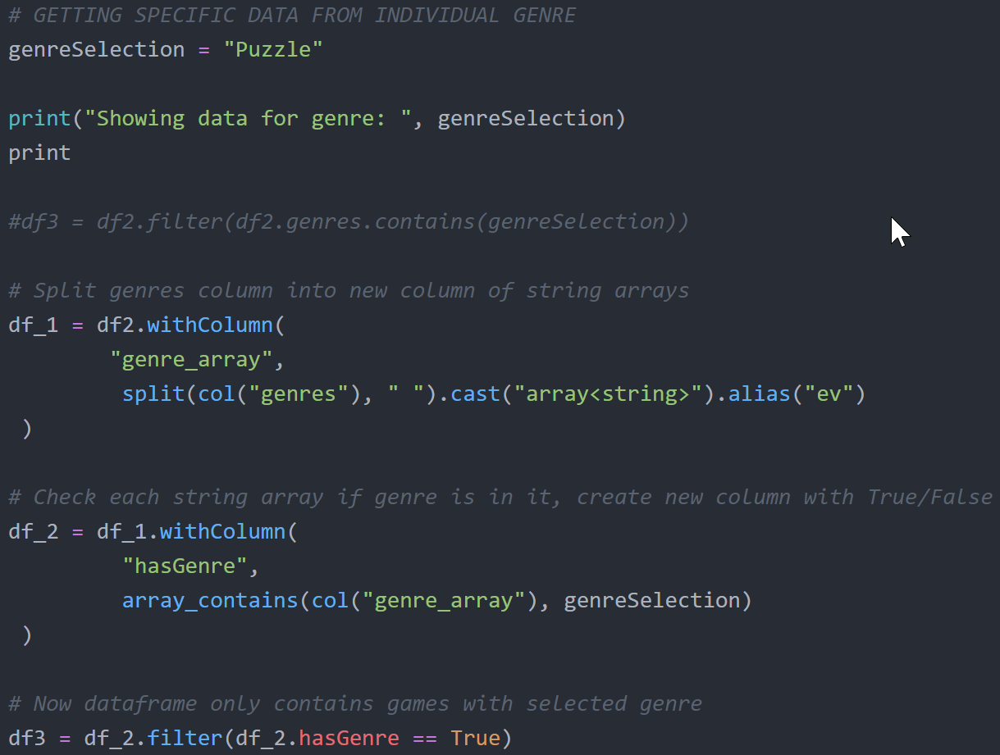 # GETTING SPECIFIC DATA FROM INDIVIDUAL GENRE
genreSelection = "Puzzle"
print("Showing data for genre: ", genreSelection)
print
#df3 = df2.filter(df2.genres.contains(genreSelection))
# Split genres column into new column of string arrays
df_1 = df2.withColumn(
"genre_array",
split(col("genres"), " ").cast("array<string>").alias("ev")
)
# Check each string array if genre is in it, create new column with True/False
df_2 = df_1.withColumn(
"hasGenre",
array_contains(col("genre_array"), genreSelection)
)
# Now dataframe only contains games with selected genre
df3 = df_2.filter(df_2.hasGenre == True)